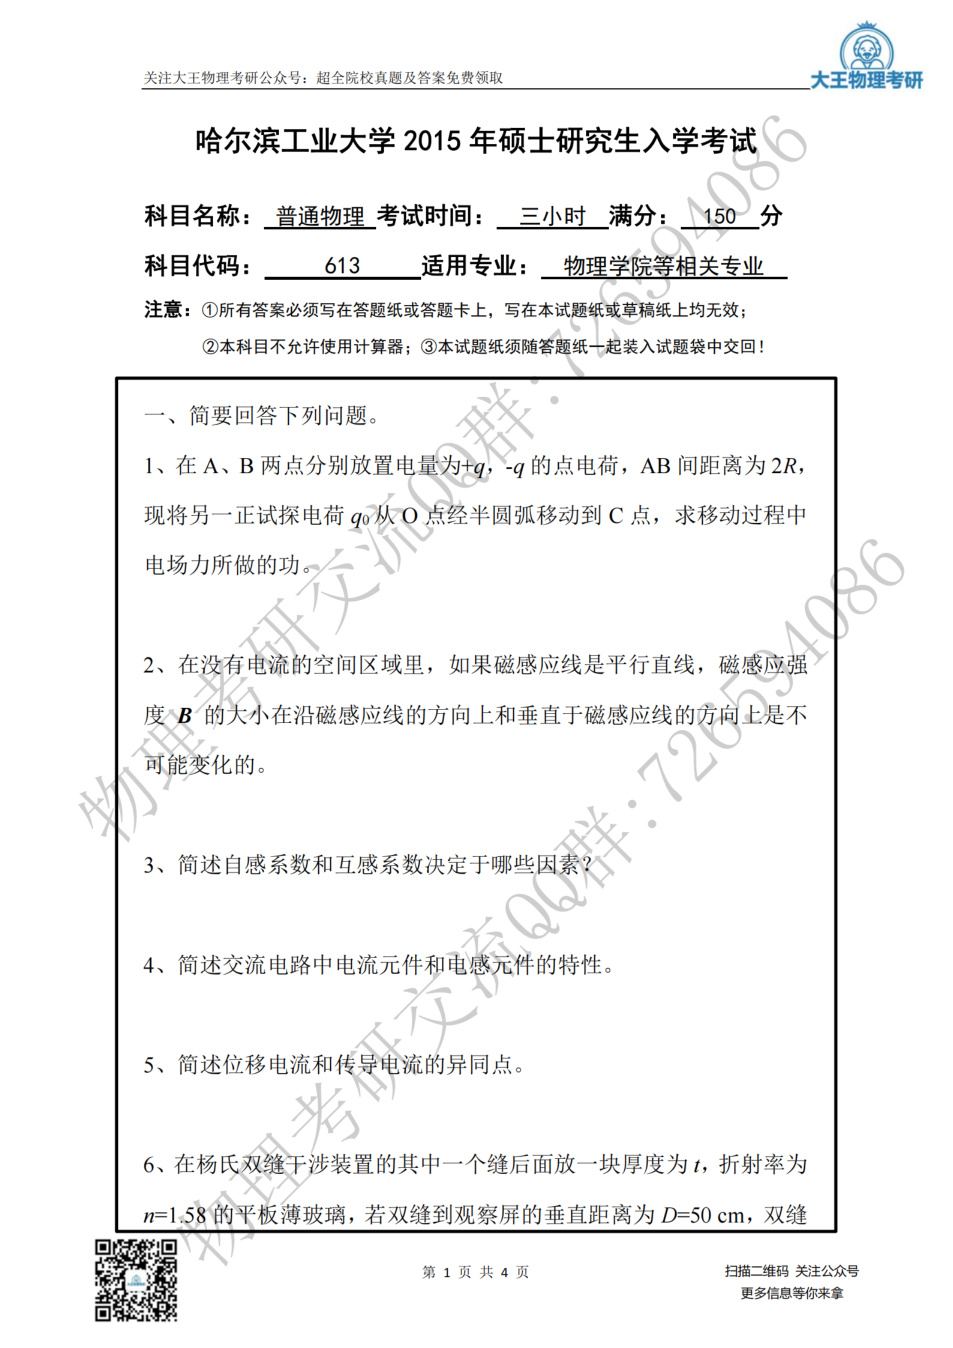 关注大王物理考研公众号：超全院校真题及答案免费领取
大王物理考研
哈尔滨工业大学 2015 年硕士研究生入学考试
科目名称： 普通物理 考试时间： 三小时 满分： 150 分
科目代码： 613 适用专业： 物理学院等相关专业
注意：①所有答案必须写在答题纸或答题卡上，写在本试题纸或草稿纸上均无效；
②本科目不允许使用计算器；③本试题纸须随答题纸一起装入试题袋中交回！
一、简要回答下列问题。
1、在 A、B 两点分别放置电量为+q，-q 的点电荷，AB 间距离为 2R，
现将另一正试探电荷 q0 从 O 点经半圆弧移动到 C 点，求移动过程中
电场力所做的功。
2、在没有电流的空间区域里，如果磁感应线是平行直线，磁感应强
度 B 的大小在沿磁感应线的方向上和垂直于磁感应线的方向上是不
可能变化的。
3、简述自感系数和互感系数决定于哪些因素？
4、简述交流电路中电流元件和电感元件的特性。
5、简述位移电流和传导电流的异同点。
6、在杨氏双缝干涉装置的其中一个缝后面放一块厚度为 t，折射率为
n=1.58 的平板薄玻璃，若双缝到观察屏的垂直距离为 D=50 cm，双缝
物理考研交流QQ群：726594086
物理考研交流QQ群：726594086
大王物理考研
第 1 页 共 4 页
扫描二维码 关注公众号
更多信息等你来拿